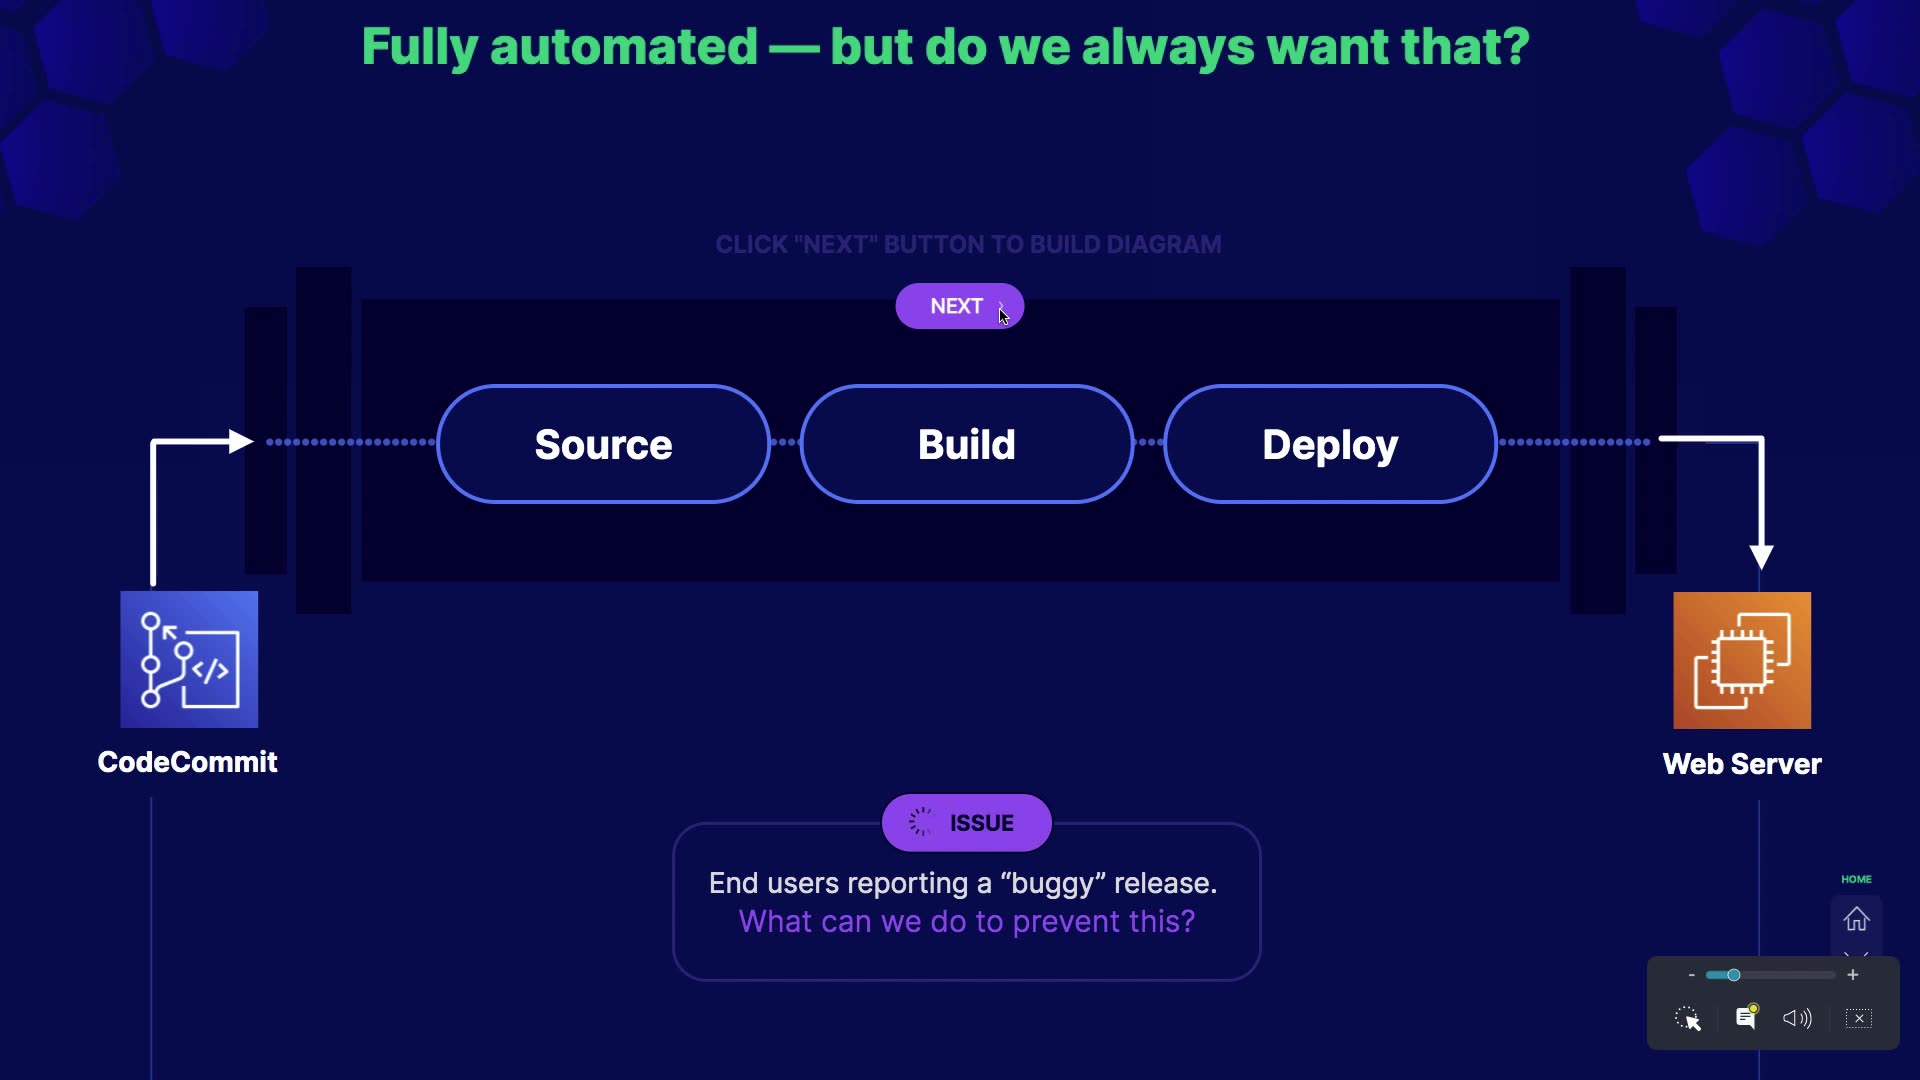 Fully automated — but do we always want that?
CLICK "NEXT" BUTTON TO BUILD DIAGRAM
NEXT
Source
Build
Deploy
</>
CodeCommit
Web Server
ISSUE
End users reporting a “buggy” release.
What can we do to prevent this?
HOME
- +